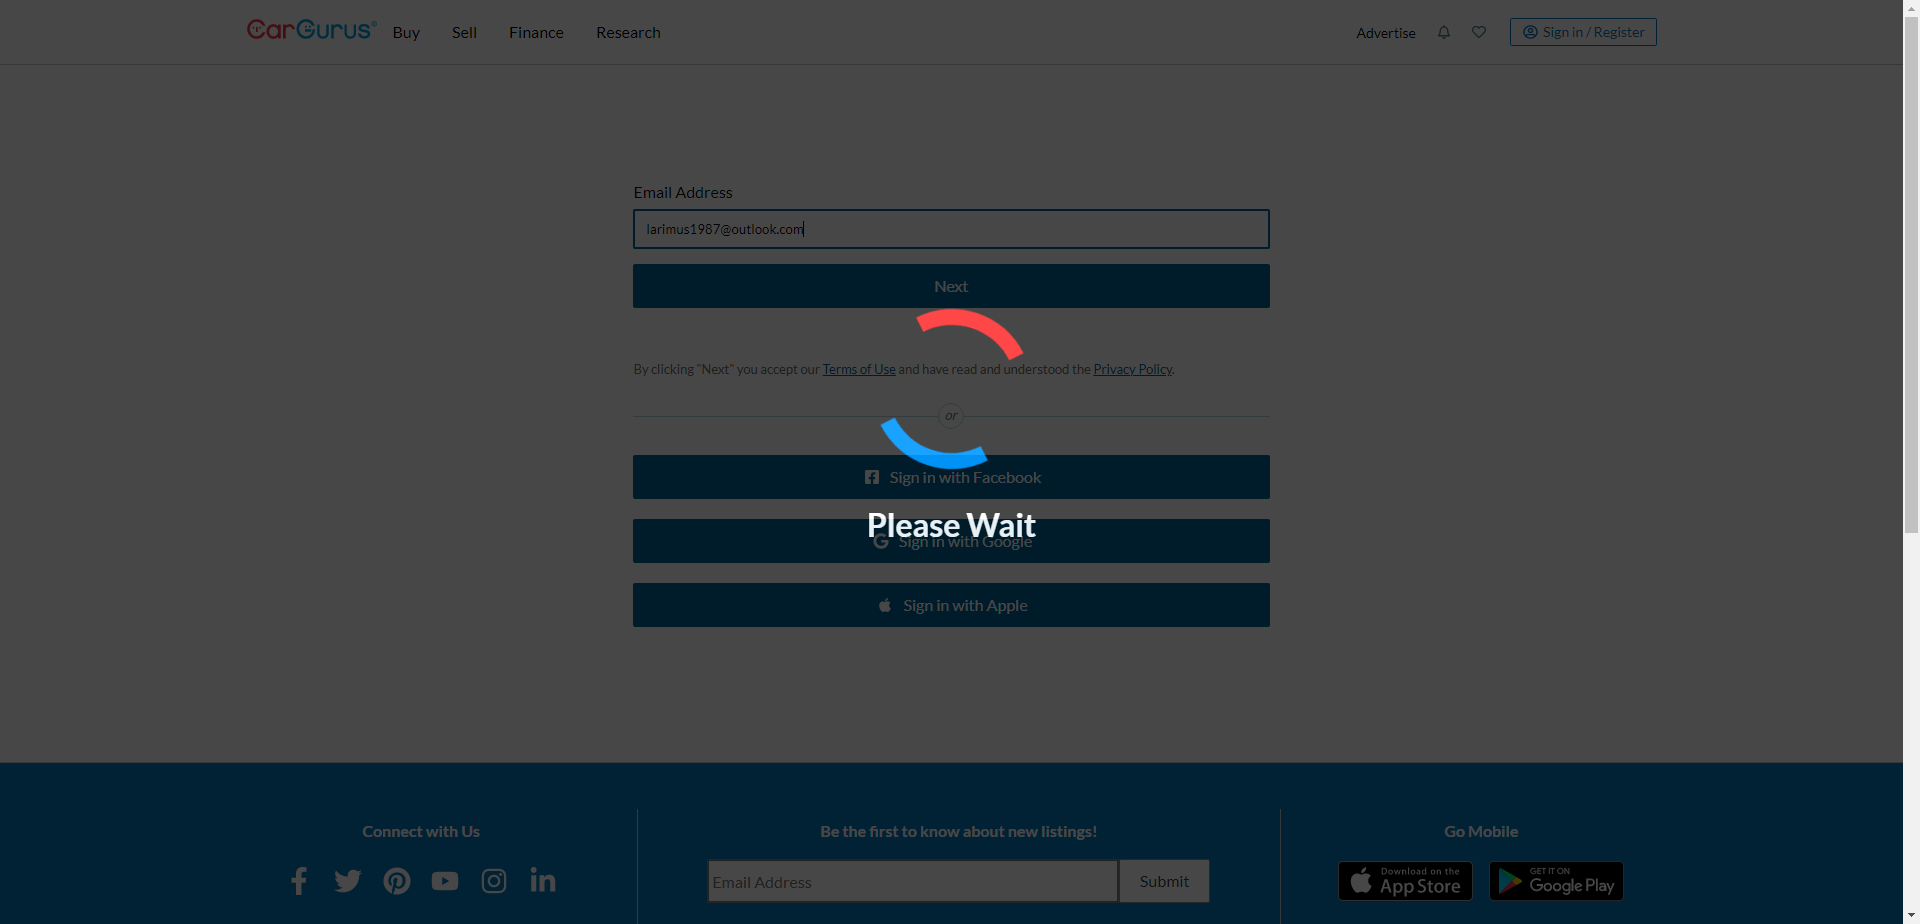 CarGurus®
Buy
Sell
Finance
Research
Advertise
Sign in / Register
Email Address
larimus1987@outlook.com
Next
By clicking "Next" you accept our Terms of Use and have read and understood the Privacy Policy.
or
Sign in with Facebook
Please Wait
Sign in with Google
Sign in with Apple
Connect with Us
Be the first to know about new listings!
Email Address
Submit
Go Mobile
Download on the
App Store
GET IT ON
Google Play